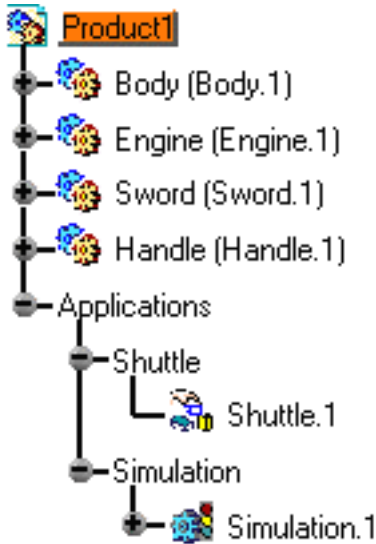 Product1
Body (Body.1)
Engine (Engine.1)
Sword (Sword.1)
Handle (Handle.1)
Applications
Shuttle
Shuttle.1
Simulation
Simulation.1